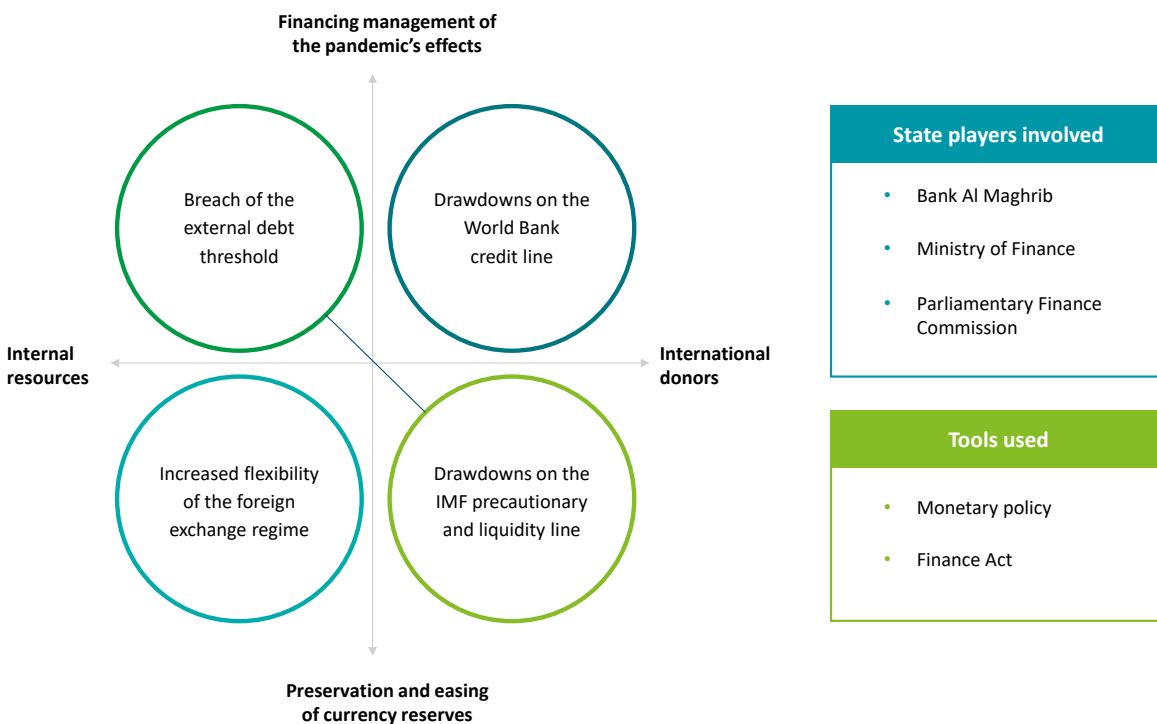 Financing management of
the pandemic’s effects
Breach of the
external debt
threshold
Drawdowns on the
World Bank
credit line
Internal
resources
International
donors
Increased flexibility
of the foreign
exchange regime
Drawdowns on the
IMF precautionary
and liquidity line
Preservation and easing
of currency reserves
State players involved
• Bank Al Maghrib
• Ministry of Finance
• Parliamentary Finance
Commission
Tools used
• Monetary policy
• Finance Act